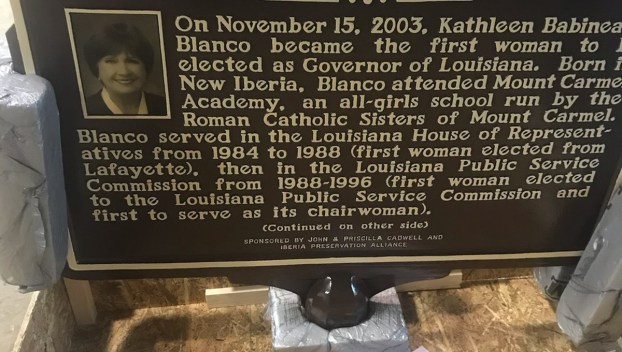 On November 15, 2003, Kathleen Babinea
Blanco became the first woman to
elected as Governor of Louisiana. Born i
New Iberia, Blanco attended Mount Carme
Academy, an all-girls school run by the
Roman Catholic Sisters of Mount Carmel.
Blanco served in the Louisiana House of Represent-
atives from 1984 to 1988 (first woman elected from
Lafayette), then in the Louisiana Public Service
Commission from 1988-1996 (first woman elected
to the Louisiana Public Service Commission and
first to serve as its chairwoman).
(Continued on other side)
SPONSORED BY JOHN & PRISCILLA CADWELL AND
IBERIA PRESERVATION ALLIANCE